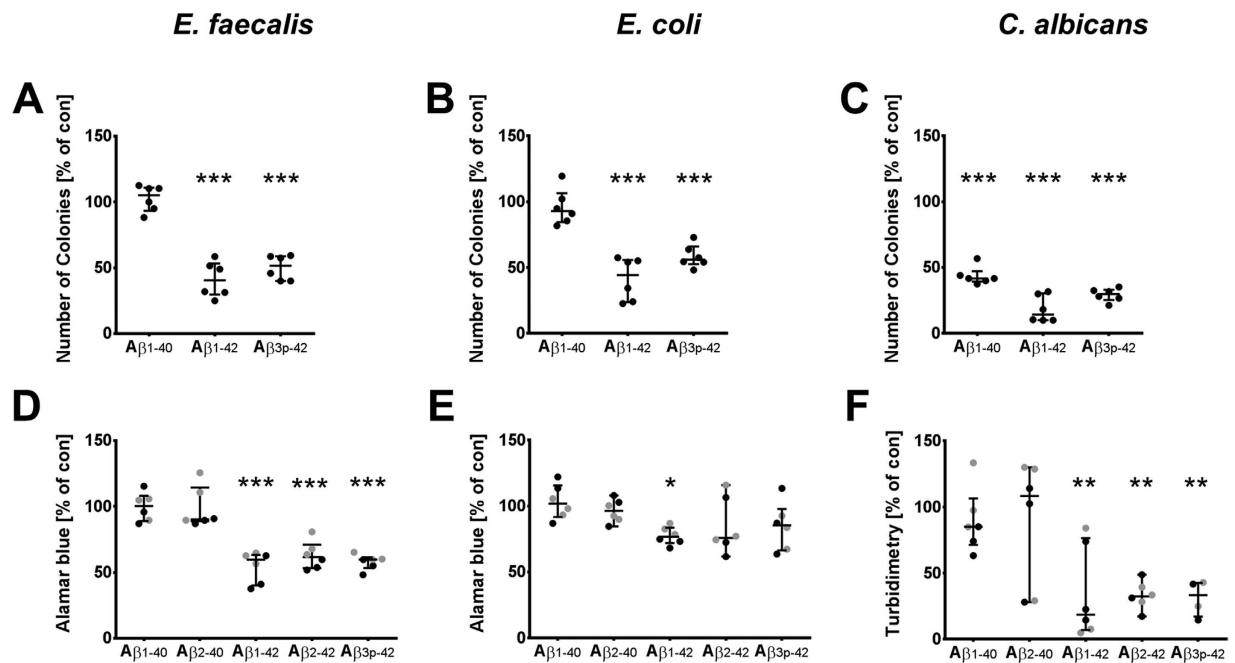 E. faecalis E. coli C. albicans
A B C
Number of Colonies [% of con]
150
100
50
0
*** ***
Aβ1-40 Aβ1-42 Aβ3p-42
Number of Colonies [% of con]
150
100
50
0
*** ***
Aβ1-40 Aβ1-42 Aβ3p-42
Number of Colonies [% of con]
150
100
50
0
*** *** ***
Aβ1-40 Aβ1-42 Aβ3p-42
D E F
Alamar blue [% of con]
150
100
50
0
*** *** ***
Aβ1-40 Aβ2-40 Aβ1-42 Aβ2-42 Aβ3p-42
Alamar blue [% of con]
150
100
50
0
*
Aβ1-40 Aβ2-40 Aβ1-42 Aβ2-42 Aβ3p-42
Turbidimetry [% of con]
150
100
50
0
** ** **
Aβ1-40 Aβ2-40 Aβ1-42 Aβ2-42 Aβ3p-42